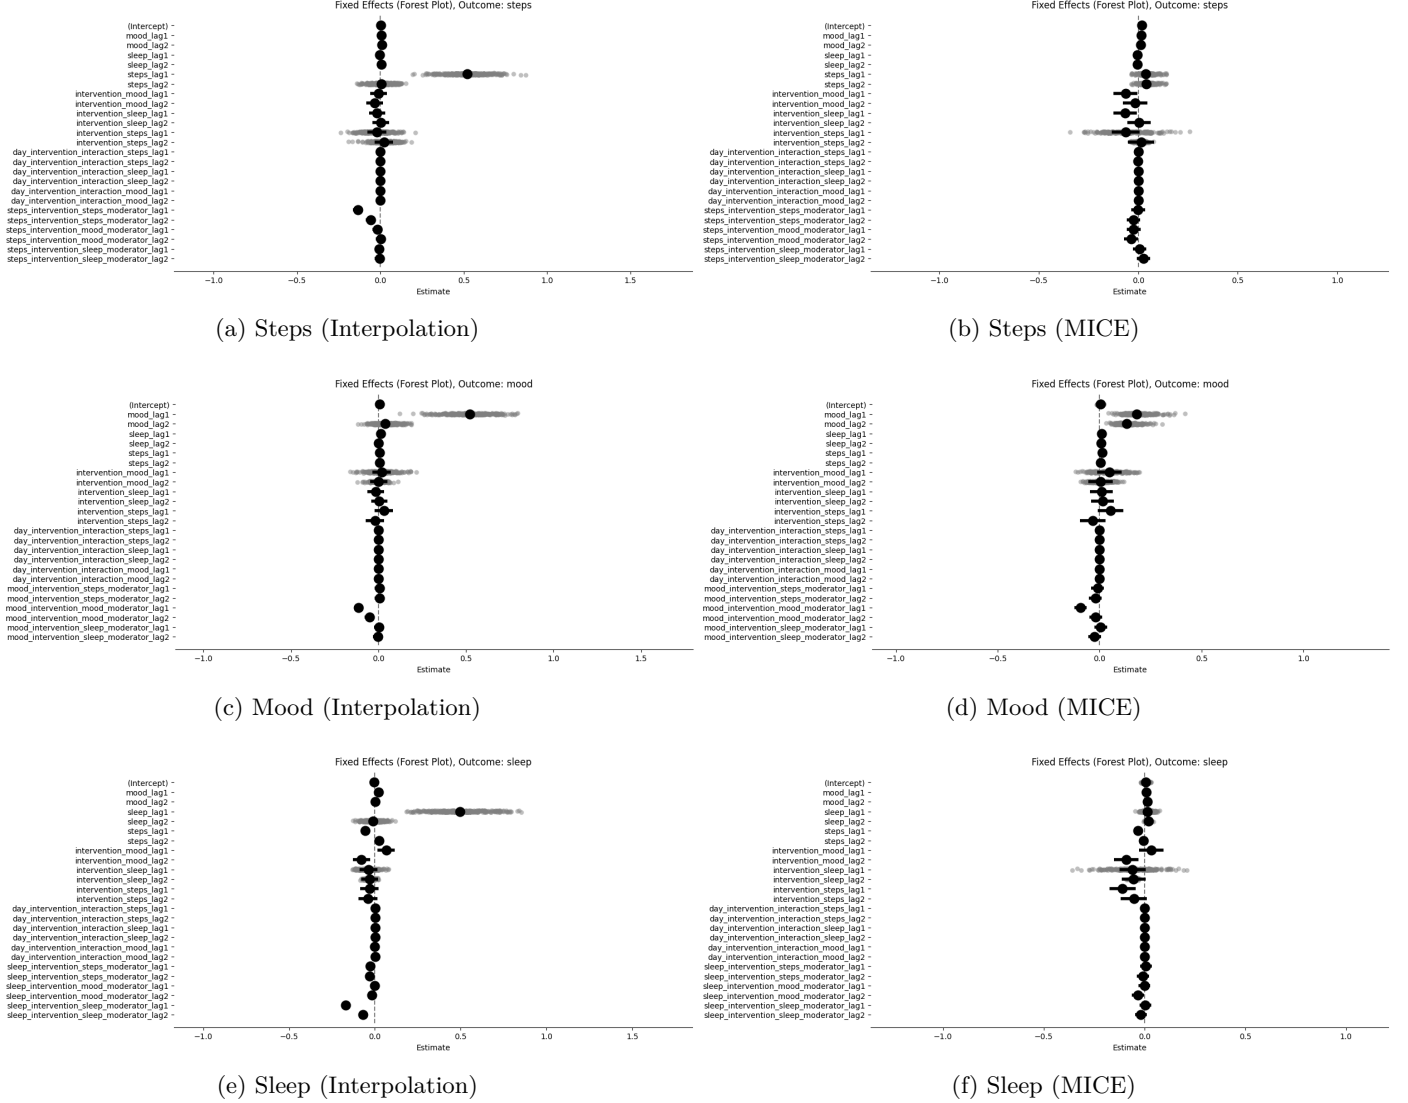 Fixed Effects (Forest Plot), Outcome: steps
(Intercept)
mood_lag1
mood_lag2
sleep_lag1
sleep_lag2
steps_lag1
steps_lag2
intervention_mood_lag1
intervention_mood_lag2
intervention_sleep_lag1
intervention_sleep_lag2
intervention_steps_lag1
intervention_steps_lag2
day_intervention_interaction_steps_lag1
day_intervention_interaction_steps_lag2
day_intervention_interaction_sleep_lag1
day_intervention_interaction_sleep_lag2
day_intervention_interaction_mood_lag1
day_intervention_interaction_mood_lag2
steps_intervention_steps_moderator_lag1
steps_intervention_steps_moderator_lag2
steps_intervention_mood_moderator_lag1
steps_intervention_mood_moderator_lag2
steps_intervention_sleep_moderator_lag1
steps_intervention_sleep_moderator_lag2
−1.0 −0.5 0.0 0.5 1.0 1.5
Estimate
(a) Steps (Interpolation)
Fixed Effects (Forest Plot), Outcome: steps
(Intercept)
mood_lag1
mood_lag2
sleep_lag1
sleep_lag2
steps_lag1
steps_lag2
intervention_mood_lag1
intervention_mood_lag2
intervention_sleep_lag1
intervention_sleep_lag2
intervention_steps_lag1
intervention_steps_lag2
day_intervention_interaction_steps_lag1
day_intervention_interaction_steps_lag2
day_intervention_interaction_sleep_lag1
day_intervention_interaction_sleep_lag2
day_intervention_interaction_mood_lag1
day_intervention_interaction_mood_lag2
steps_intervention_steps_moderator_lag1
steps_intervention_steps_moderator_lag2
steps_intervention_mood_moderator_lag1
steps_intervention_mood_moderator_lag2
steps_intervention_sleep_moderator_lag1
steps_intervention_sleep_moderator_lag2
−1.0 −0.5 0.0 0.5 1.0
Estimate
(b) Steps (MICE)
Fixed Effects (Forest Plot), Outcome: mood
(Intercept)
mood_lag1
mood_lag2
sleep_lag1
sleep_lag2
steps_lag1
steps_lag2
intervention_mood_lag1
intervention_mood_lag2
intervention_sleep_lag1
intervention_sleep_lag2
intervention_steps_lag1
intervention_steps_lag2
day_intervention_interaction_steps_lag1
day_intervention_interaction_steps_lag2
day_intervention_interaction_sleep_lag1
day_intervention_interaction_sleep_lag2
day_intervention_interaction_mood_lag1
day_intervention_interaction_mood_lag2
mood_intervention_steps_moderator_lag1
mood_intervention_steps_moderator_lag2
mood_intervention_mood_moderator_lag1
mood_intervention_mood_moderator_lag2
mood_intervention_sleep_moderator_lag1
mood_intervention_sleep_moderator_lag2
−1.0 −0.5 0.0 0.5 1.0 1.5
Estimate
(c) Mood (Interpolation)
Fixed Effects (Forest Plot), Outcome: mood
(Intercept)
mood_lag1
mood_lag2
sleep_lag1
sleep_lag2
steps_lag1
steps_lag2
intervention_mood_lag1
intervention_mood_lag2
intervention_sleep_lag1
intervention_sleep_lag2
intervention_steps_lag1
intervention_steps_lag2
day_intervention_interaction_steps_lag1
day_intervention_interaction_steps_lag2
day_intervention_interaction_sleep_lag1
day_intervention_interaction_sleep_lag2
day_intervention_interaction_mood_lag1
day_intervention_interaction_mood_lag2
mood_intervention_steps_moderator_lag1
mood_intervention_steps_moderator_lag2
mood_intervention_mood_moderator_lag1
mood_intervention_mood_moderator_lag2
mood_intervention_sleep_moderator_lag1
mood_intervention_sleep_moderator_lag2
−1.0 −0.5 0.0 0.5 1.0
Estimate
(d) Mood (MICE)
Fixed Effects (Forest Plot), Outcome: sleep
(Intercept)
mood_lag1
mood_lag2
sleep_lag1
sleep_lag2
steps_lag1
steps_lag2
intervention_mood_lag1
intervention_mood_lag2
intervention_sleep_lag1
intervention_sleep_lag2
intervention_steps_lag1
intervention_steps_lag2
day_intervention_interaction_steps_lag1
day_intervention_interaction_steps_lag2
day_intervention_interaction_sleep_lag1
day_intervention_interaction_sleep_lag2
day_intervention_interaction_mood_lag1
day_intervention_interaction_mood_lag2
sleep_intervention_steps_moderator_lag1
sleep_intervention_steps_moderator_lag2
sleep_intervention_mood_moderator_lag1
sleep_intervention_mood_moderator_lag2
sleep_intervention_sleep_moderator_lag1
sleep_intervention_sleep_moderator_lag2
−1.0 −0.5 0.0 0.5 1.0 1.5
Estimate
(e) Sleep (Interpolation)
Fixed Effects (Forest Plot), Outcome: sleep
(Intercept)
mood_lag1
mood_lag2
sleep_lag1
sleep_lag2
steps_lag1
steps_lag2
intervention_mood_lag1
intervention_mood_lag2
intervention_sleep_lag1
intervention_sleep_lag2
intervention_steps_lag1
intervention_steps_lag2
day_intervention_interaction_steps_lag1
day_intervention_interaction_steps_lag2
day_intervention_interaction_sleep_lag1
day_intervention_interaction_sleep_lag2
day_intervention_interaction_mood_lag1
day_intervention_interaction_mood_lag2
sleep_intervention_steps_moderator_lag1
sleep_intervention_steps_moderator_lag2
sleep_intervention_mood_moderator_lag1
sleep_intervention_mood_moderator_lag2
sleep_intervention_sleep_moderator_lag1
sleep_intervention_sleep_moderator_lag2
−1.0 −0.5 0.0 0.5 1.0
Estimate
(f) Sleep (MICE)